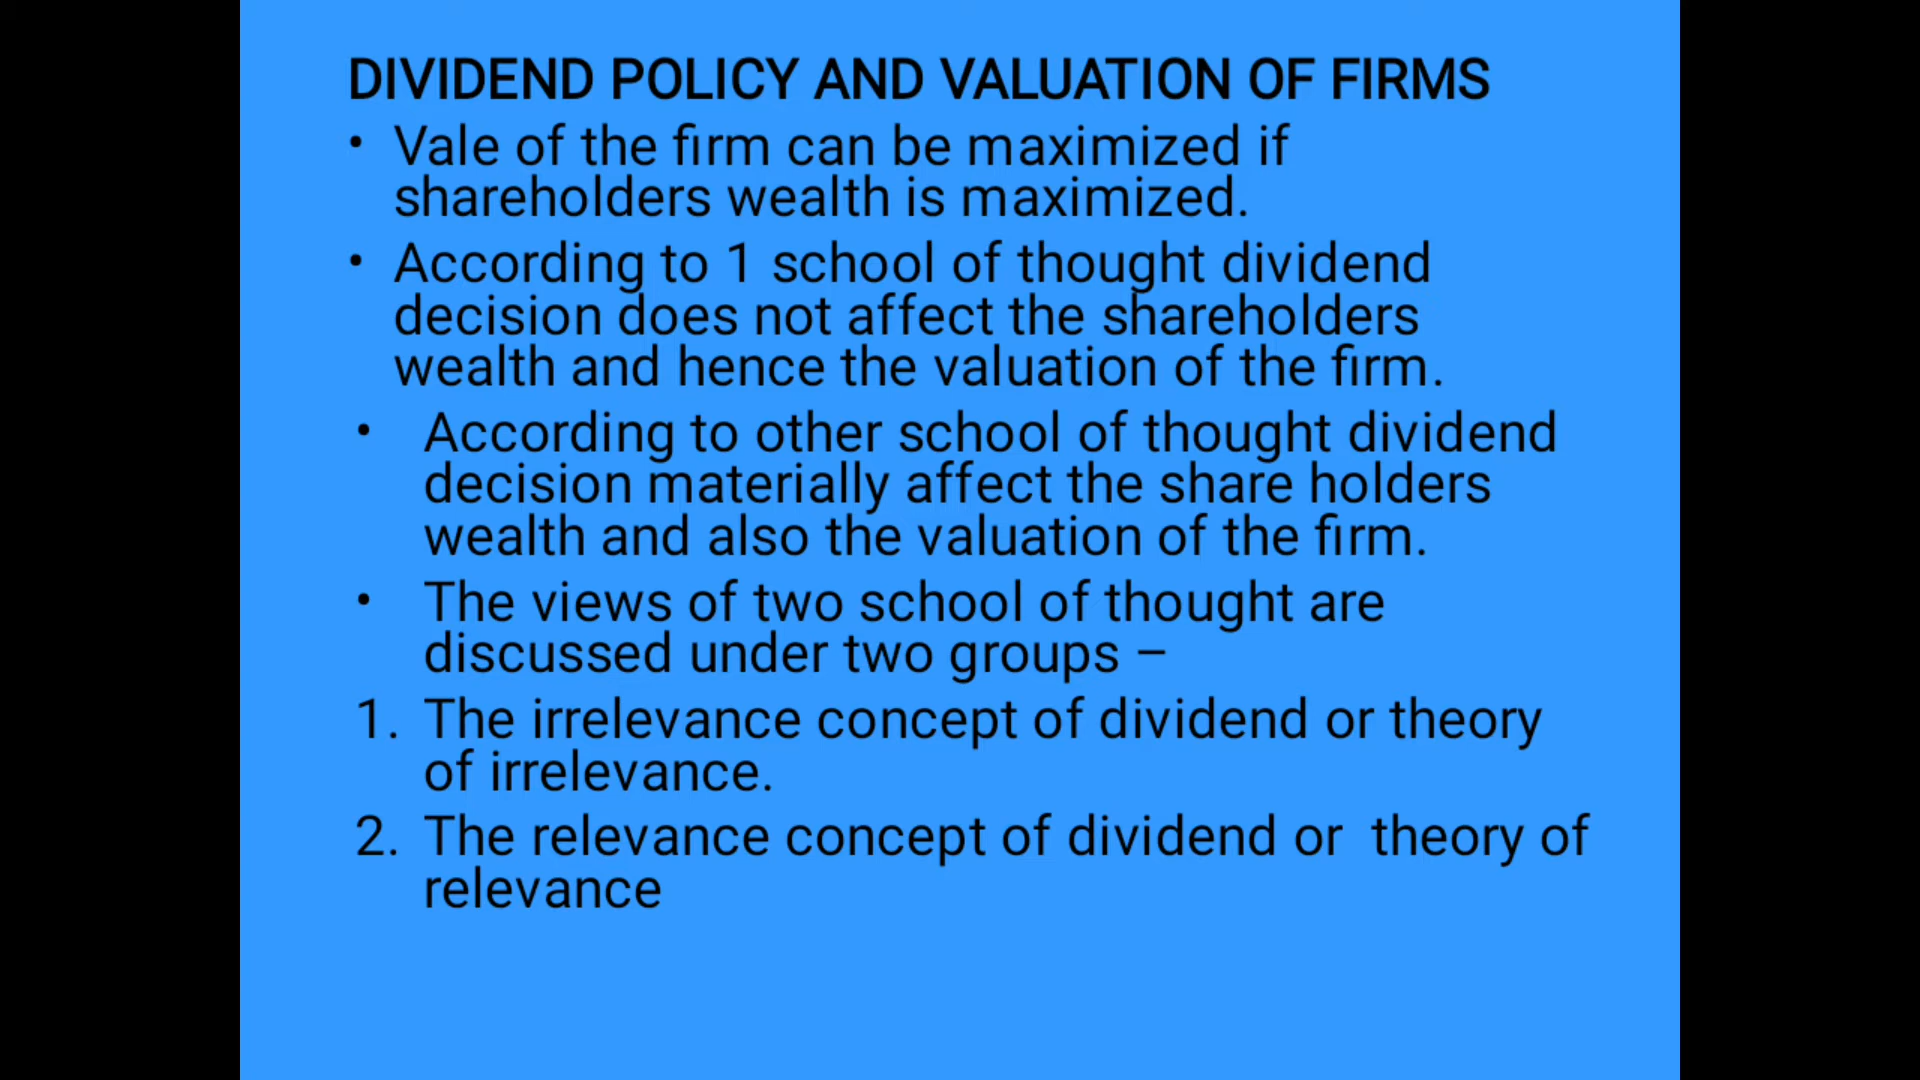 DIVIDEND POLICY AND VALUATION OF FIRMS
• Vale of the firm can be maximized if
shareholders wealth is maximized.
• According to 1 school of thought dividend
decision does not affect the shareholders
wealth and hence the valuation of the firm.
• According to other school of thought dividend
decision materially affect the share holders
wealth and also the valuation of the firm.
• The views of two school of thought are
discussed under two groups –
1. The irrelevance concept of dividend or theory
of irrelevance.
2. The relevance concept of dividend or theory of
relevance